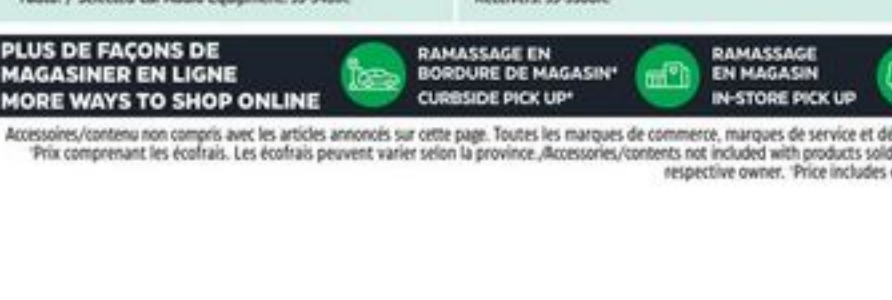 PLUS DE FAÇONS DE
MAGASINER EN LIGNE
MORE WAYS TO SHOP ONLINE
RAMASSAGE EN
BORDURE DE MAGASIN*
CURBSIDE PICK UP*
RAMASSAGE
EN MAGASIN
IN-STORE PICK UP
Accessoires/contenu non compris avec les articles annoncés sur cette page. Toutes les marques de commerce, marques de service et
Prix comprenant les écofrais. Les écofrais peuvent varier selon la province./Accessories/contents not included with products sold
respective owner. Price includes